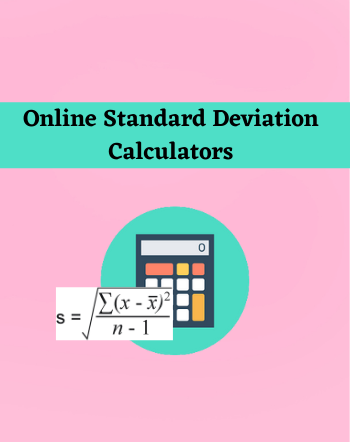 Online Standard Deviation
Calculators
0
s = √(∑(x - x̅)² / n - 1)